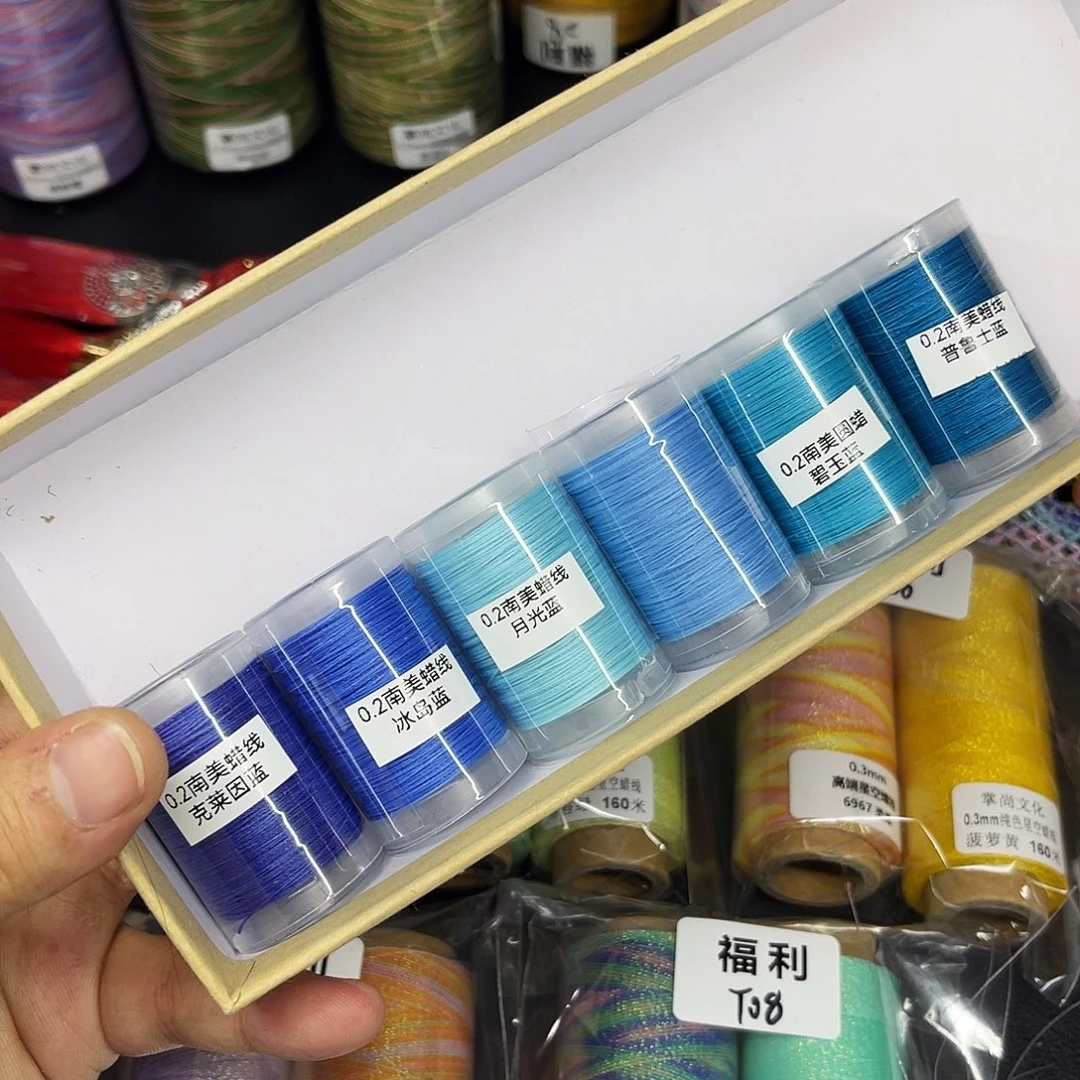 0.2南美蜡线
普鲁士蓝
0.2南美圆蜡
碧玉蓝
0.2南美蜡线
月光蓝
0.2南美蜡线
冰岛蓝
0.2南美蜡线
克莱因蓝
160米
0.3mm
高端星空蜡线
6967
掌尚文化
0.3mm纯色星空蜡线
菠萝黄 160米
福利
T08